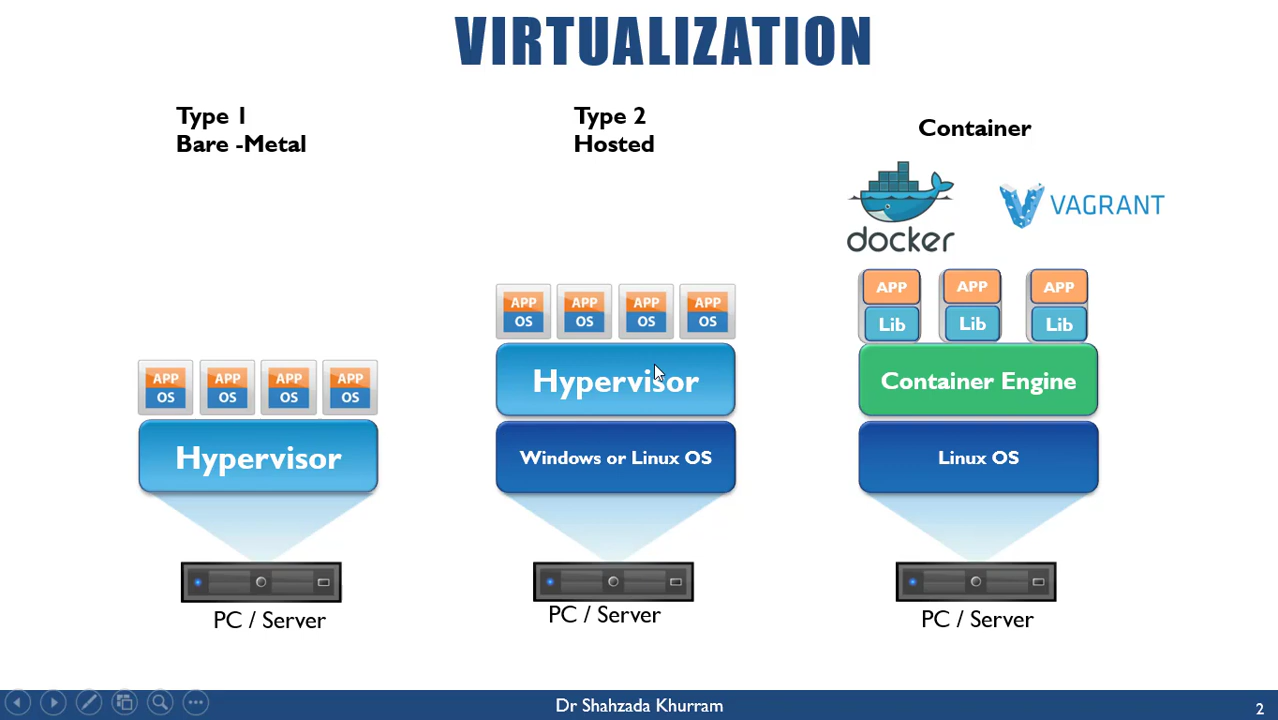 VIRTUALIZATION
Type 1
Bare -Metal
APP APP APP APP
OS OS OS OS
Hypervisor
PC / Server
Type 2
Hosted
APP APP APP APP
OS OS OS OS
Hypervisor
Windows or Linux OS
PC / Server
Container
docker
VAGRANT
APP APP APP
Lib Lib Lib
Container Engine
Linux OS
PC / Server
Dr Shahzada Khurram
2